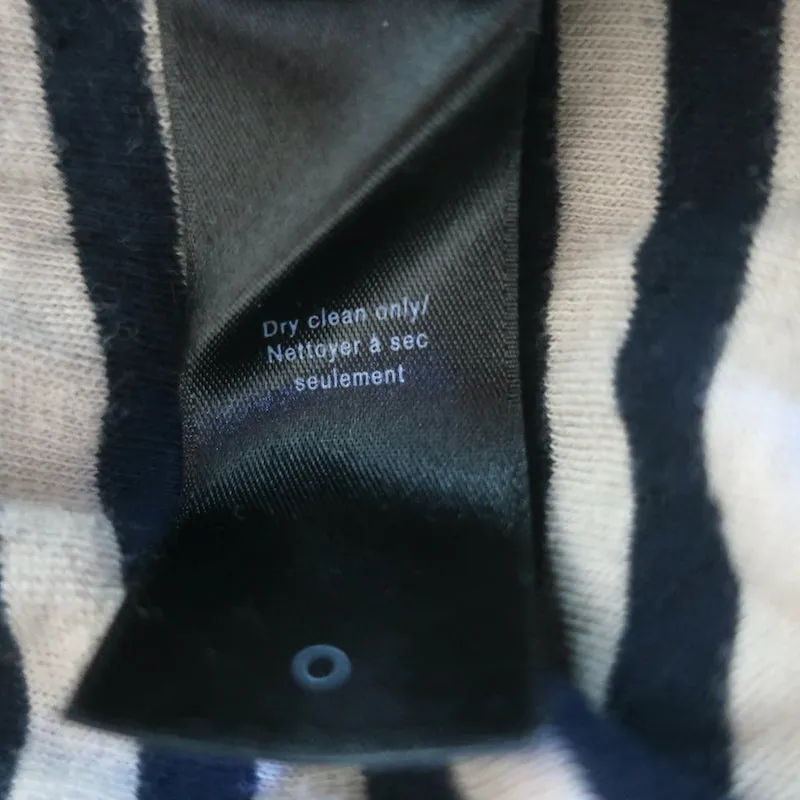 Dry clean only/
Nettoyer à sec
seulement